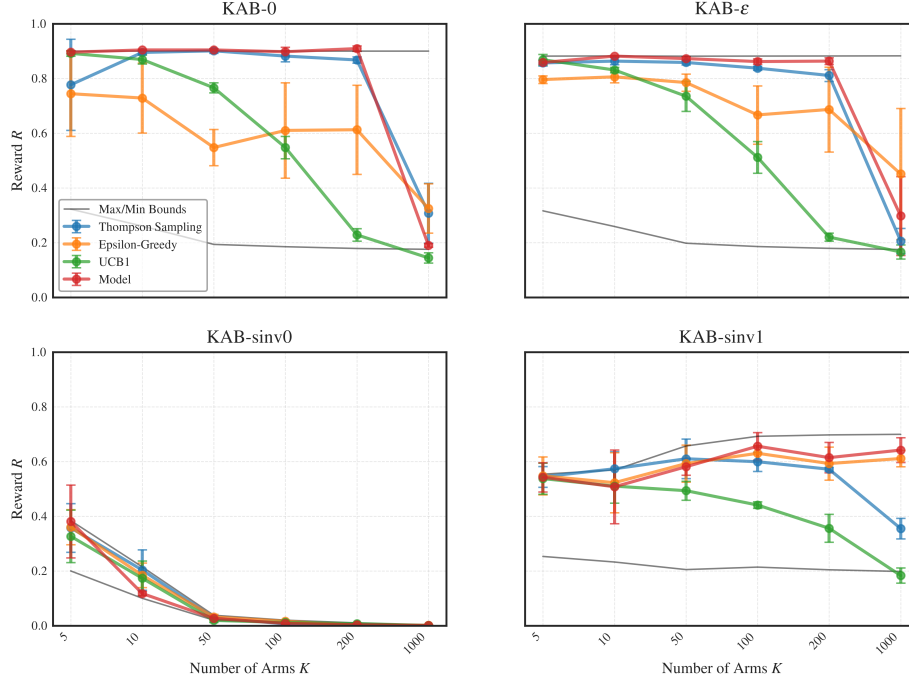 KAB-0
KAB-ε
1.0
0.8
0.6
0.4
0.2
0.0
Reward R
Max/Min Bounds
Thompson Sampling
Epsilon-Greedy
UCB1
Model
KAB-sinv0
KAB-sinv1
1.0
0.8
0.6
0.4
0.2
0.0
Reward R
5
10
50
100
200
1000
5
10
50
100
200
1000
Number of Arms K
Number of Arms K